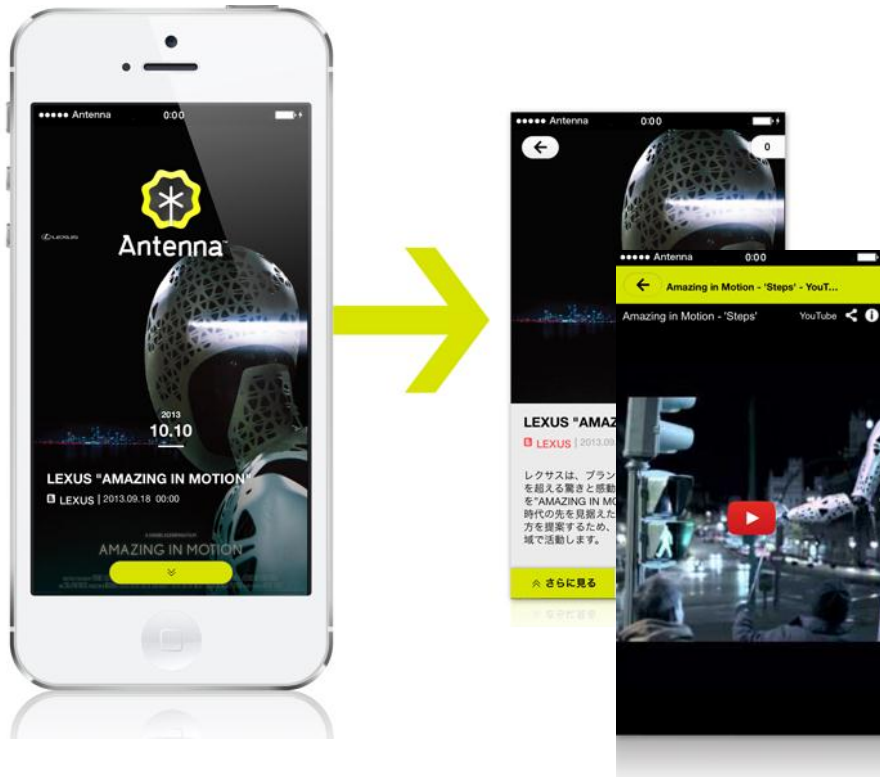 Antenna 0:00
LEXUS
Antenna
2013
10.10
LEXUS "AMAZING IN MOTION"
LEXUS | 2013.09.18 00:00
AMAZING IN MOTION
Antenna 0:00
0
LEXUS "AMAZ
LEXUS | 2013.09.
レクサスは、ブラン
を超える驚きと感動
を"AMAZING IN MO
時代の先を見据えた
方を提案するため、
域で活動します。
さらに見る
Antenna 0:00
Amazing in Motion - 'Steps' - YouT...
Amazing in Motion - 'Steps' YouTube